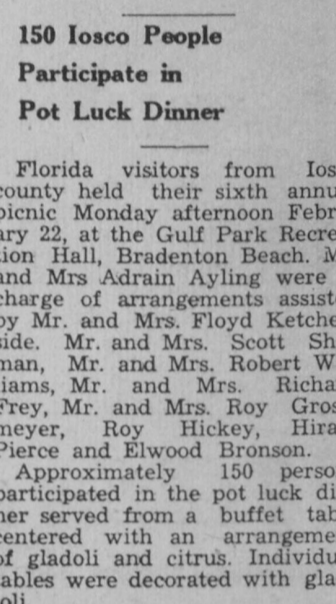 150 Iosco People
Participate in
Pot Luck Dinner
Florida visitors from Ios
county held their sixth annu
picnic Monday afternoon Febr
ary 22, at the Gulf Park Recre
tion Hall, Bradenton Beach. M
and Mrs Adrain Ayling were
charge of arrangements assist
by Mr. and Mrs. Floyd Ketche
side. Mr. and Mrs. Scott Sh
man, Mr. and Mrs. Robert W
iams, Mr. and Mrs. Richa
Frey, Mr. and Mrs. Roy Gros
meyer, Roy Hickey, Hira
Pierce and Elwood Bronson.
Approximately 150 perso
participated in the pot luck di
ner served from a buffet tab
centered with an arrangeme
of gladoli and citrus. Individu
tables were decorated with gla
oli